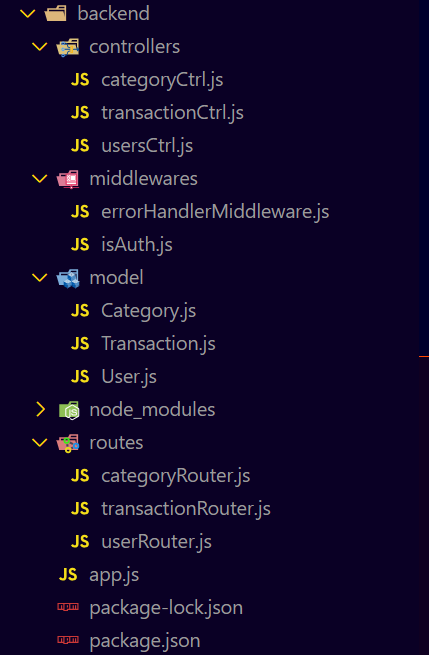 backend
controllers
JS categoryCtrl.js
JS transactionCtrl.js
JS usersCtrl.js
middlewares
JS errorHandlerMiddleware.js
JS isAuth.js
model
JS Category.js
JS Transaction.js
JS User.js
node_modules
routes
JS categoryRouter.js
JS transactionRouter.js
JS userRouter.js
JS app.js
package-lock.json
package.json